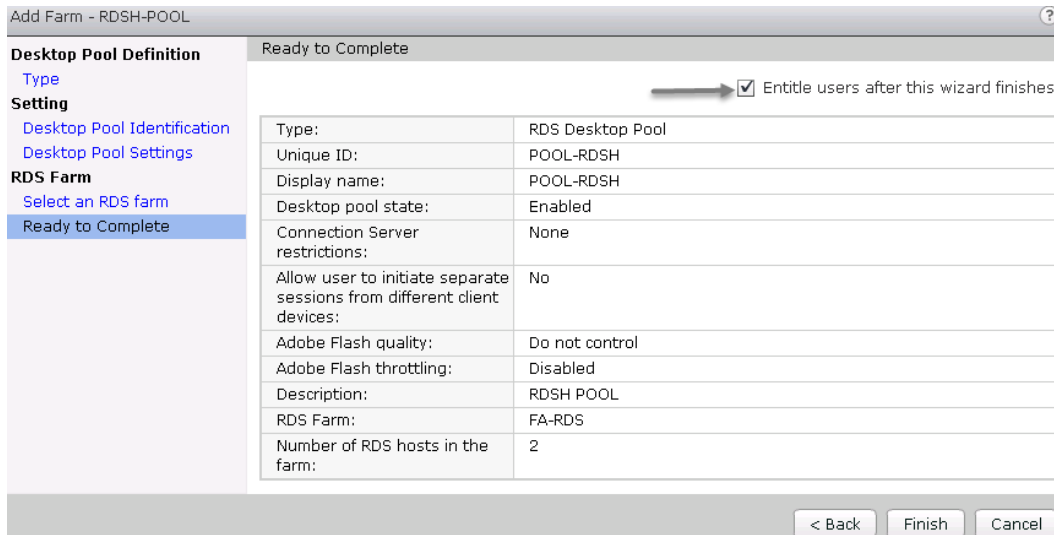 Add Farm - RDSH-POOL
?
Desktop Pool Definition
Type
Setting
Desktop Pool Identification
Desktop Pool Settings
RDS Farm
Select an RDS farm
Ready to Complete
Ready to Complete
Entitle users after this wizard finishes
Type: RDS Desktop Pool
Unique ID: POOL-RDSH
Display name: POOL-RDSH
Desktop pool state: Enabled
Connection Server None
restrictions:
Allow user to initiate separate No
sessions from different client
devices:
Adobe Flash quality: Do not control
Adobe Flash throttling: Disabled
Description: RDSH POOL
RDS Farm: FA-RDS
Number of RDS hosts in the 2
farm:
< Back Finish Cancel